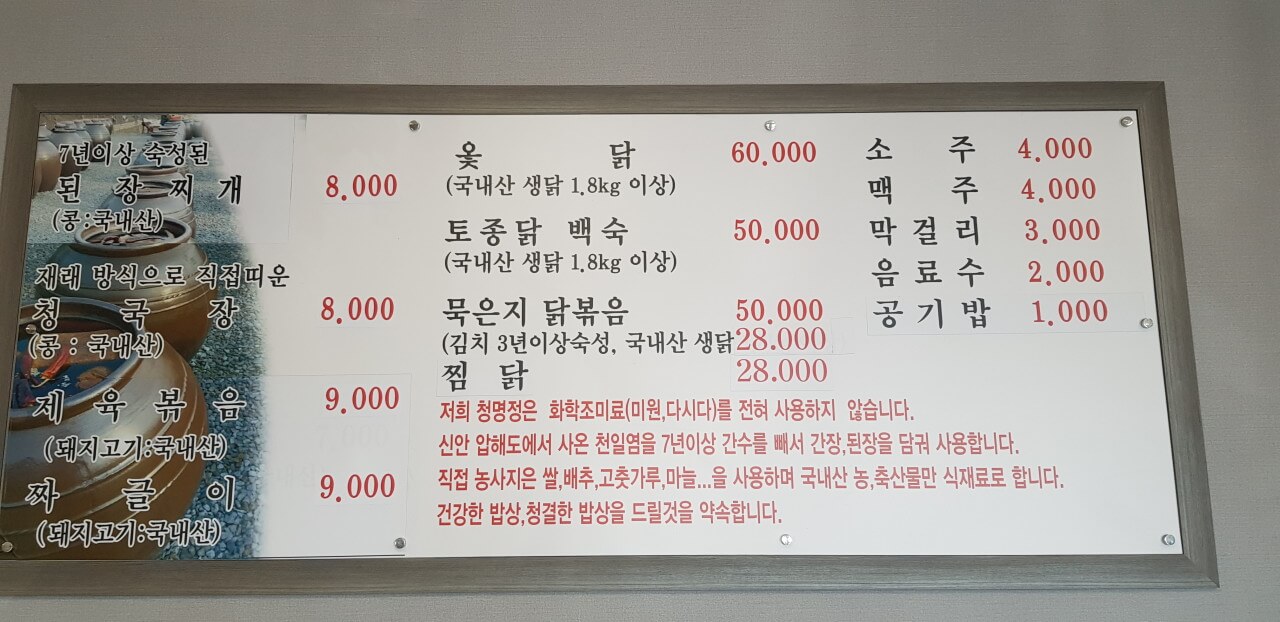 7년이상 숙성된
된장찌개 8.000
(콩:국내산)
재래 방식으로 직접띠운
청국장 8.000
(콩 : 국내산)
제육볶음 9.000
(돼지고기:국내산)
짜글이 9.000
(돼지고기:국내산)
옻닭 60.000
(국내산 생닭 1.8kg 이상)
토종닭 백숙 50.000
(국내산 생닭 1.8kg 이상)
묵은지 닭볶음 50.000
(김치 3년이상숙성, 국내산 생닭 28.000
찜닭 28.000
저희 청명정은 화학조미료(미원,다시다)를 전혀 사용하지 않습니다.
신안 압해도에서 사온 천일염을 7년이상 간수를 빼서 간장,된장을 담궈 사용합니다.
직접 농사지은 쌀,배추,고춧가루,마늘...을 사용하며 국내산 농,축산물만 식재료로 합니다.
건강한 밥상,청결한 밥상을 드릴것을 약속합니다.
소주 4.000
맥주 4.000
막걸리 3.000
음료수 2.000
공기밥 1.000